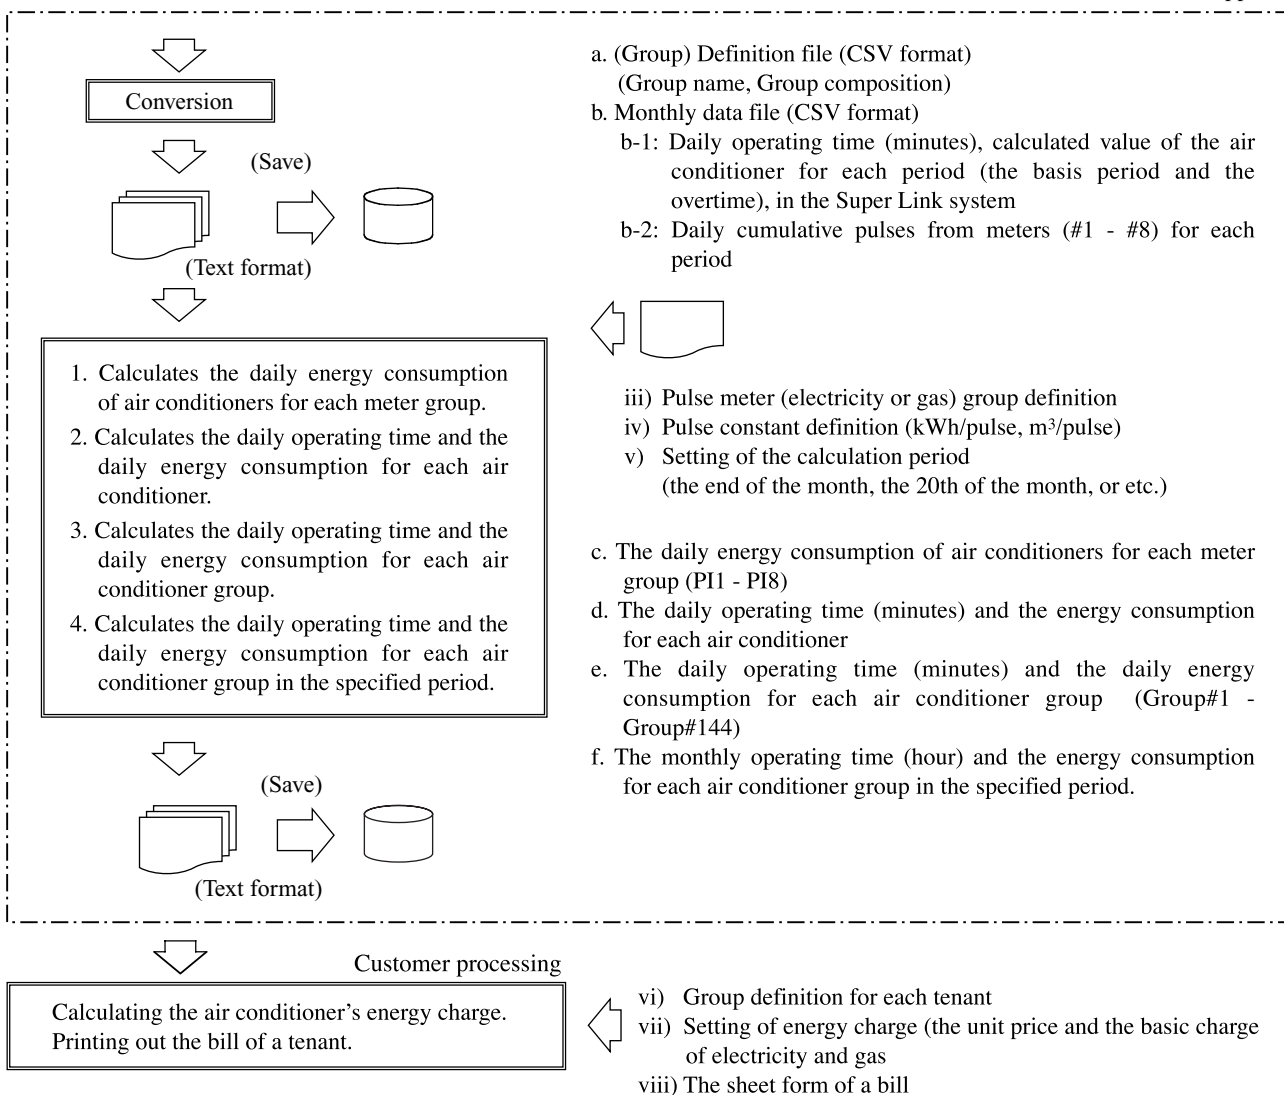 Conversion
(Save)
(Text format)
a. (Group) Definition file (CSV format)
(Group name, Group composition)
b. Monthly data file (CSV format)
b-1: Daily operating time (minutes), calculated value of the air
conditioner for each period (the basis period and the
overtime), in the Super Link system
b-2: Daily cumulative pulses from meters (#1 - #8) for each
period
1. Calculates the daily energy consumption
of air conditioners for each meter group.
2. Calculates the daily operating time and the
daily energy consumption for each air
conditioner.
3. Calculates the daily operating time and the
daily energy consumption for each air
conditioner group.
4. Calculates the daily operating time and the
daily energy consumption for each air
conditioner group in the specified period.
iii) Pulse meter (electricity or gas) group definition
iv) Pulse constant definition (kWh/pulse, m³/pulse)
v) Setting of the calculation period
(the end of the month, the 20th of the month, or etc.)
c. The daily energy consumption of air conditioners for each meter
group (PI1 - PI8)
d. The daily operating time (minutes) and the energy consumption
for each air conditioner
e. The daily operating time (minutes) and the daily energy
consumption for each air conditioner group (Group#1 -
Group#144)
f. The monthly operating time (hour) and the energy consumption
for each air conditioner group in the specified period.
(Save)
(Text format)
Customer processing
Calculating the air conditioner's energy charge.
Printing out the bill of a tenant.
vi) Group definition for each tenant
vii) Setting of energy charge (the unit price and the basic charge
of electricity and gas
viii) The sheet form of a bill